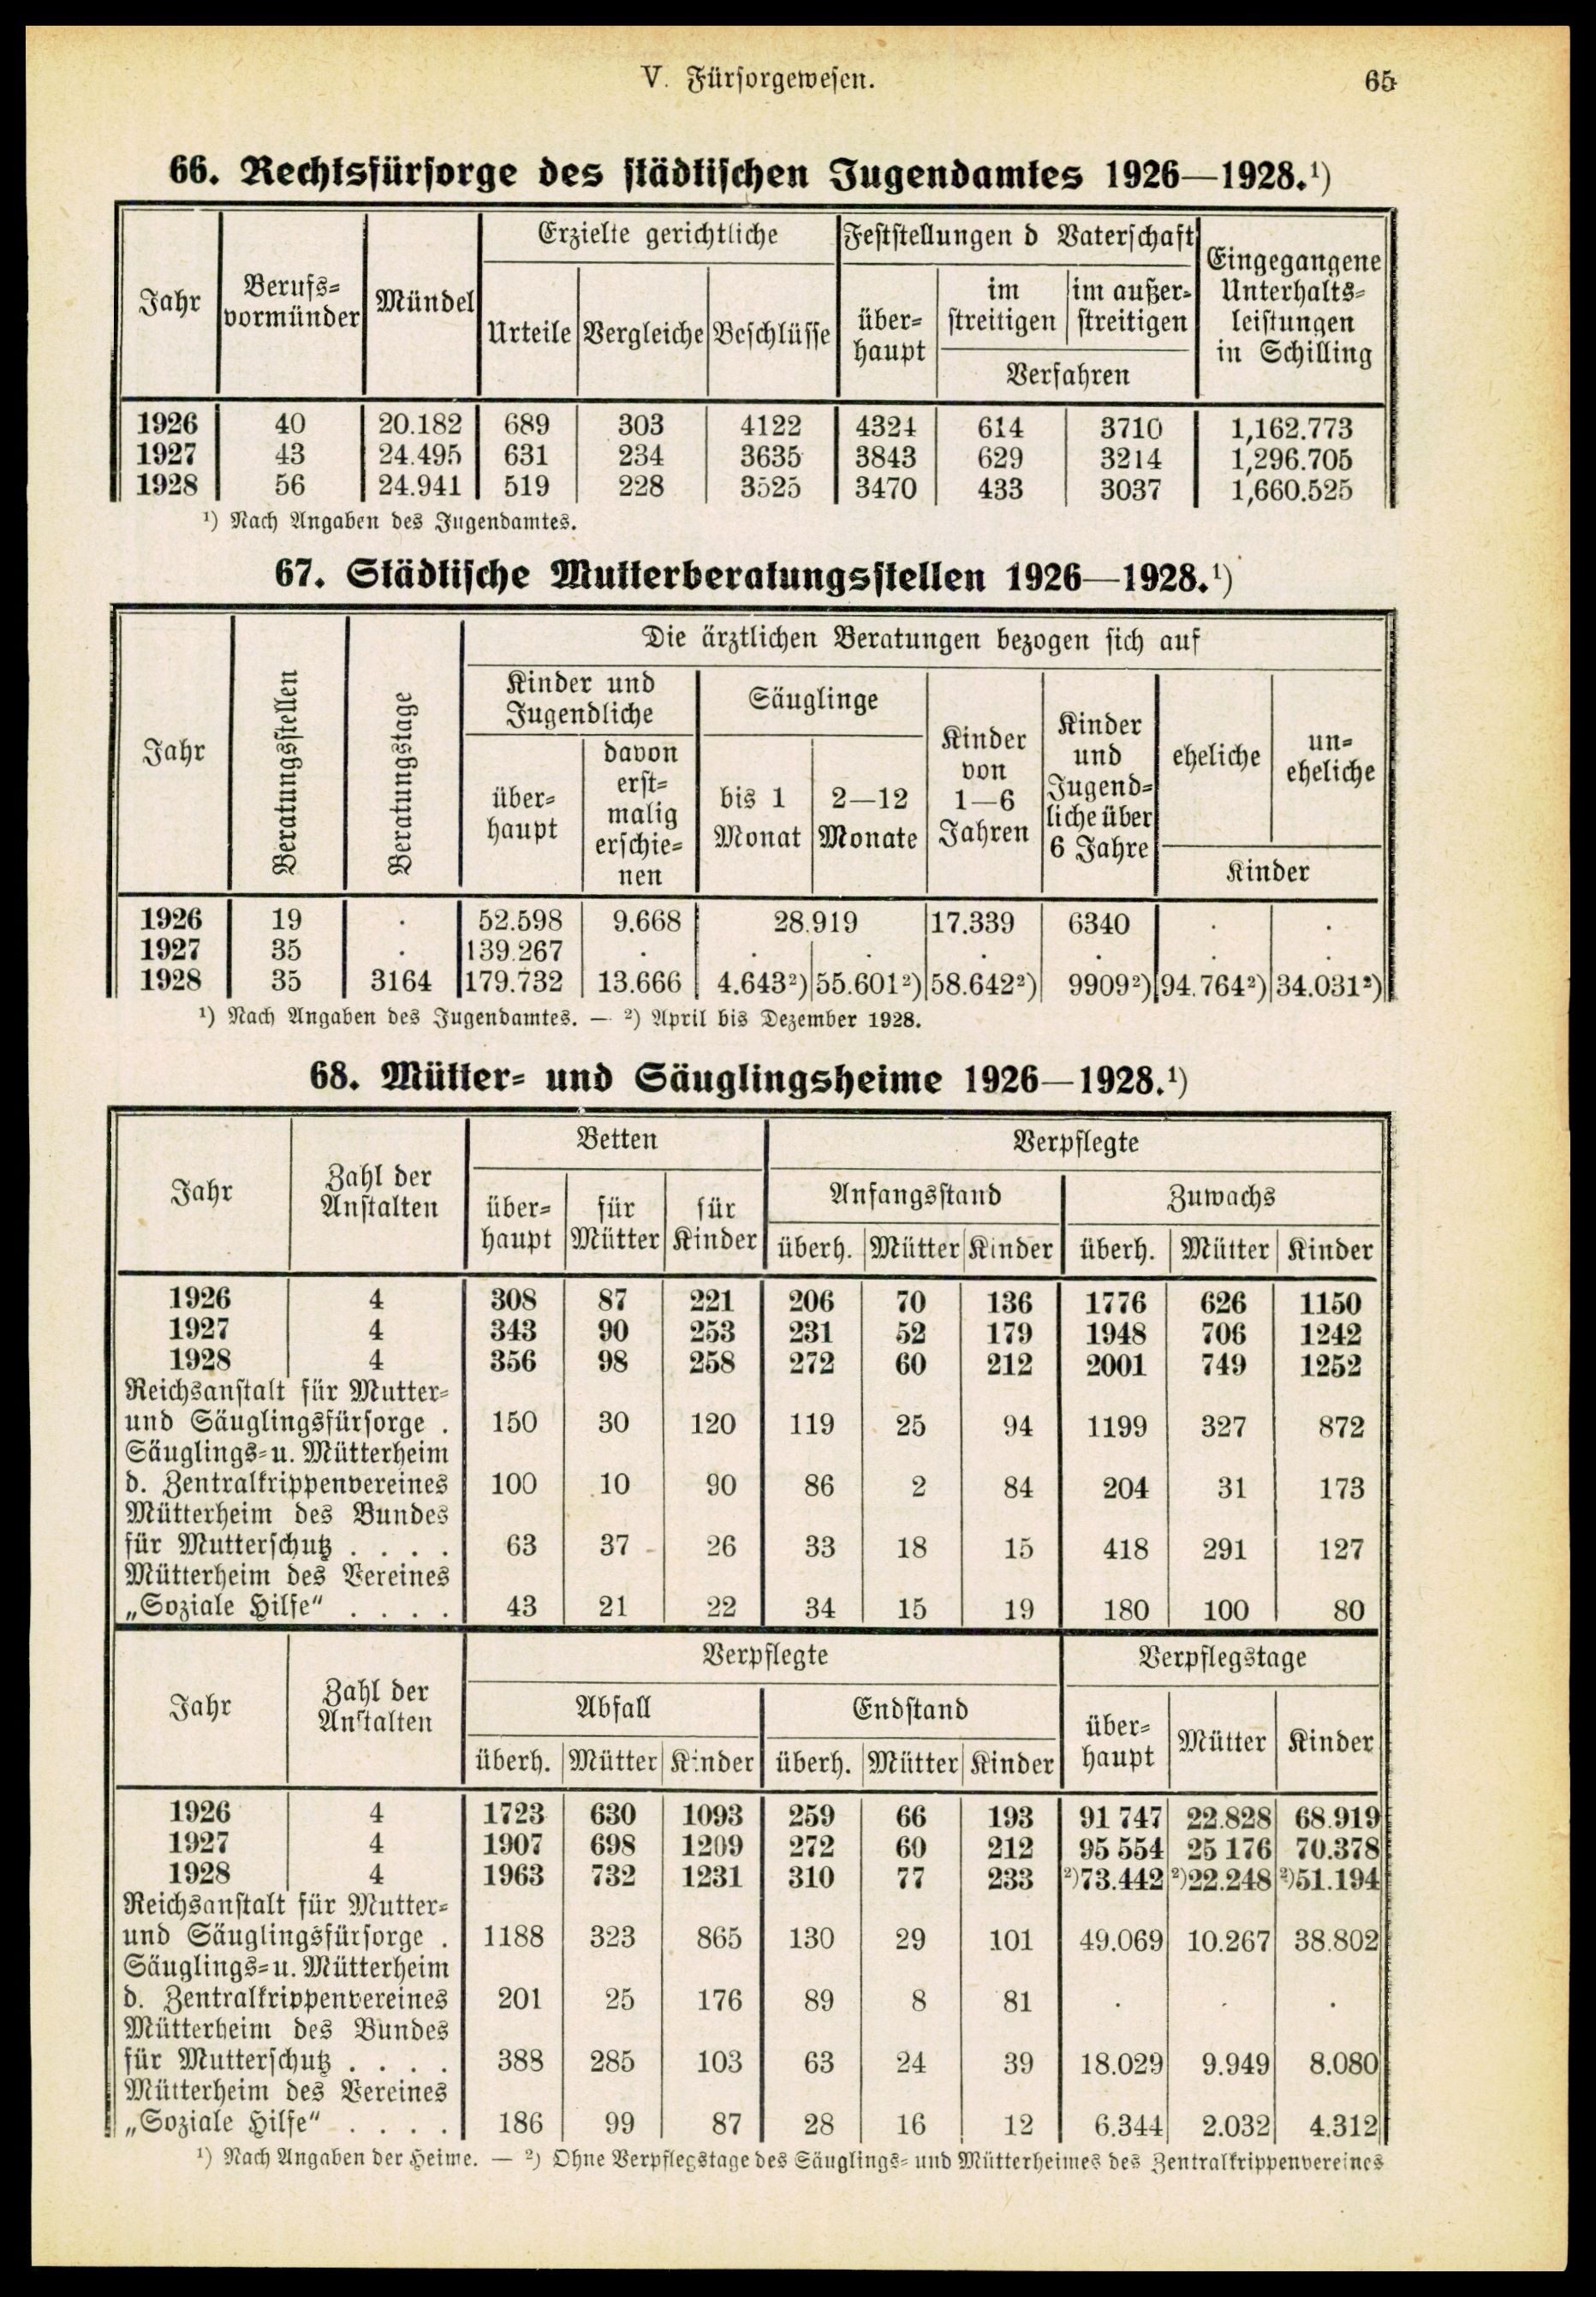 V. Fürsorgewesen. 65
66. Rechtsfürsorge des städtischen Jugendamtes 1926—1928.¹)
Jahr | Berufs- vormünder | Mündel | Erzielte gerichtliche | Feststellungen d Vaterschaft | Eingegangene Unterhalts- leistungen in Schilling
Urteile | Vergleiche | Beschlüsse | über- haupt | im streitigen | im außer- streitigen
Verfahren
1926 40 20.182 689 303 4122 4324 614 3710 1,162.773
1927 43 24.495 631 234 3635 3843 629 3214 1,296.705
1928 56 24.941 519 228 3525 3470 433 3037 1,660.525
¹) Nach Angaben des Jugendamtes.
67. Städtische Mutterberatungsstellen 1926—1928.¹)
Jahr | Beratungsstellen | Beratungstage | Die ärztlichen Beratungen bezogen sich auf
Kinder und Jugendliche | Säuglinge | Kinder von 1—6 Jahren | Kinder und Jugend- liche über 6 Jahre | eheliche | un- eheliche
über- haupt | davon erst- malig erschie- nen | bis 1 Monat | 2—12 Monate | Kinder
1926 19 . 52.598 9.668 28.919 17.339 6340 . .
1927 35 . 139.267 . . . . . . .
1928 35 3164 179.732 13.666 4.643²) 55.601²) 58.642²) 9909²) 94.764²) 34.031²)
¹) Nach Angaben des Jugendamtes. — ²) April bis Dezember 1928.
68. Mütter- und Säuglingsheime 1926—1928.¹)
Jahr | Zahl der Anstalten | Betten | Verpflegte
über- haupt | für Mütter | für Kinder | Anfangsstand | Zuwachs
überh. | Mütter | Kinder | überh. | Mütter | Kinder
1926 4 308 87 221 206 70 136 1776 626 1150
1927 4 343 90 253 231 52 179 1948 706 1242
1928 4 356 98 258 272 60 212 2001 749 1252
Reichsanstalt für Mutter-
und Säuglingsfürsorge . 150 30 120 119 25 94 1199 327 872
Säuglings- u. Mütterheim
d. Zentralkrippenvereines 100 10 90 86 2 84 204 31 173
Mütterheim des Bundes
für Mutterschutz . . . . 63 37 26 33 18 15 418 291 127
Mütterheim des Vereines
„Soziale Hilfe" . . . . 43 21 22 34 15 19 180 100 80
Jahr | Zahl der Anstalten | Verpflegte | Verpflegstage
Abfall | Endstand | über- haupt | Mütter | Kinder
überh. | Mütter | Kinder | überh. | Mütter | Kinder
1926 4 1723 630 1093 259 66 193 91 747 22.828 68.919
1927 4 1907 698 1209 272 60 212 95 554 25 176 70.378
1928 4 1963 732 1231 310 77 233 ²)73.442 ²)22.248 ²)51.194
Reichsanstalt für Mutter-
und Säuglingsfürsorge . 1188 323 865 130 29 101 49.069 10.267 38.802
Säuglings- u. Mütterheim
d. Zentralkrippenvereines 201 25 176 89 8 81 . . .
Mütterheim des Bundes
für Mutterschutz . . . . 388 285 103 63 24 39 18.029 9.949 8.080
Mütterheim des Vereines
„Soziale Hilfe" . . . . 186 99 87 28 16 12 6.344 2.032 4.312
¹) Nach Angaben der Heime. — ²) Ohne Verpflegstage des Säuglings- und Mütterheimes des Zentralkrippenvereines